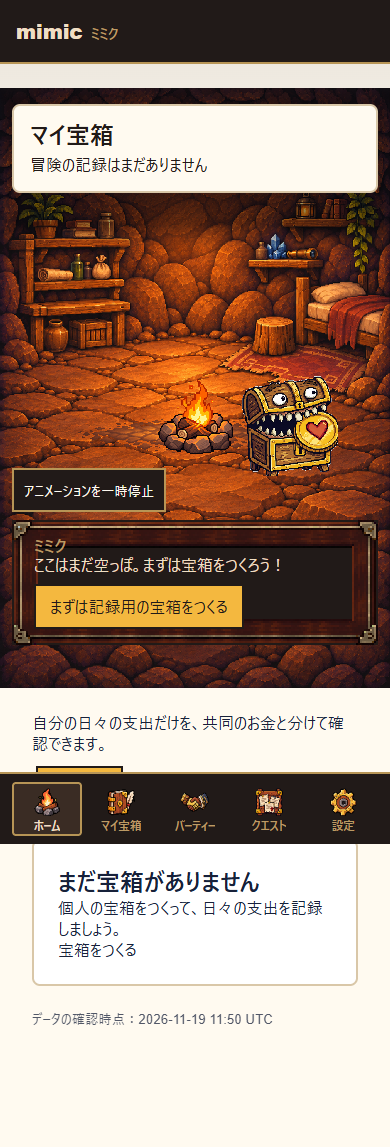 mimic ミミク
マイ宝箱
冒険の記録はまだありません
アニメーションを一時停止
ミミク
ここはまだ空っぽ。まずは宝箱をつくろう！
まずは記録用の宝箱をつくる
自分の日々の支出だけを、共同のお金と分けて確
認できます。
ホーム
マイ宝箱
パーティー
クエスト
設定
まだ宝箱がありません
個人の宝箱をつくって、日々の支出を記録
しましょう。
宝箱をつくる
データの確認時点：2026-11-19 11:50 UTC